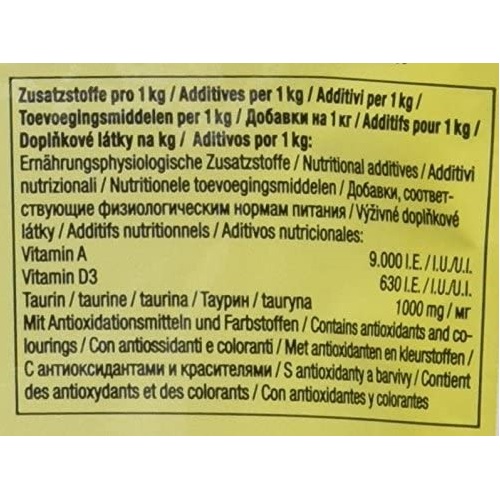 Zusatzstoffe pro 1 kg / Additives per 1 kg / Additivi per 1 kg /
Toevoegingsmiddelen per 1 kg / Добавки на 1 кг / Additifs pour 1 kg /
Doplňkové látky na kg / Aditivos por 1 kg:
Ernährungsphysiologische Zusatzstoffe / Nutritional additives / Additivi
nutrizionali / Nutritionele toevoegingsmiddelen / Добавки, соответ-
ствующие физиологическим нормам питания / Výživné doplňkové
látky / Additifs nutritionnels / Aditivos nutricionales:
Vitamin A 9.000 I.E. / I.U./U.I.
Vitamin D3 630 I.E. / I.U./U.I.
Taurin / taurine / taurina / Таурин / tauryna 1000 mg / мг
Mit Antioxidationsmitteln und Farbstoffen / Contains antioxidants and co-
lourings / Con antiossidanti e coloranti / Met antioxidanten en kleurstoffen /
С антиоксидантами и красителями / S antioxidanty a barvivy / Contient
des antioxydants et des colorants / Con antioxidantes y colorantes